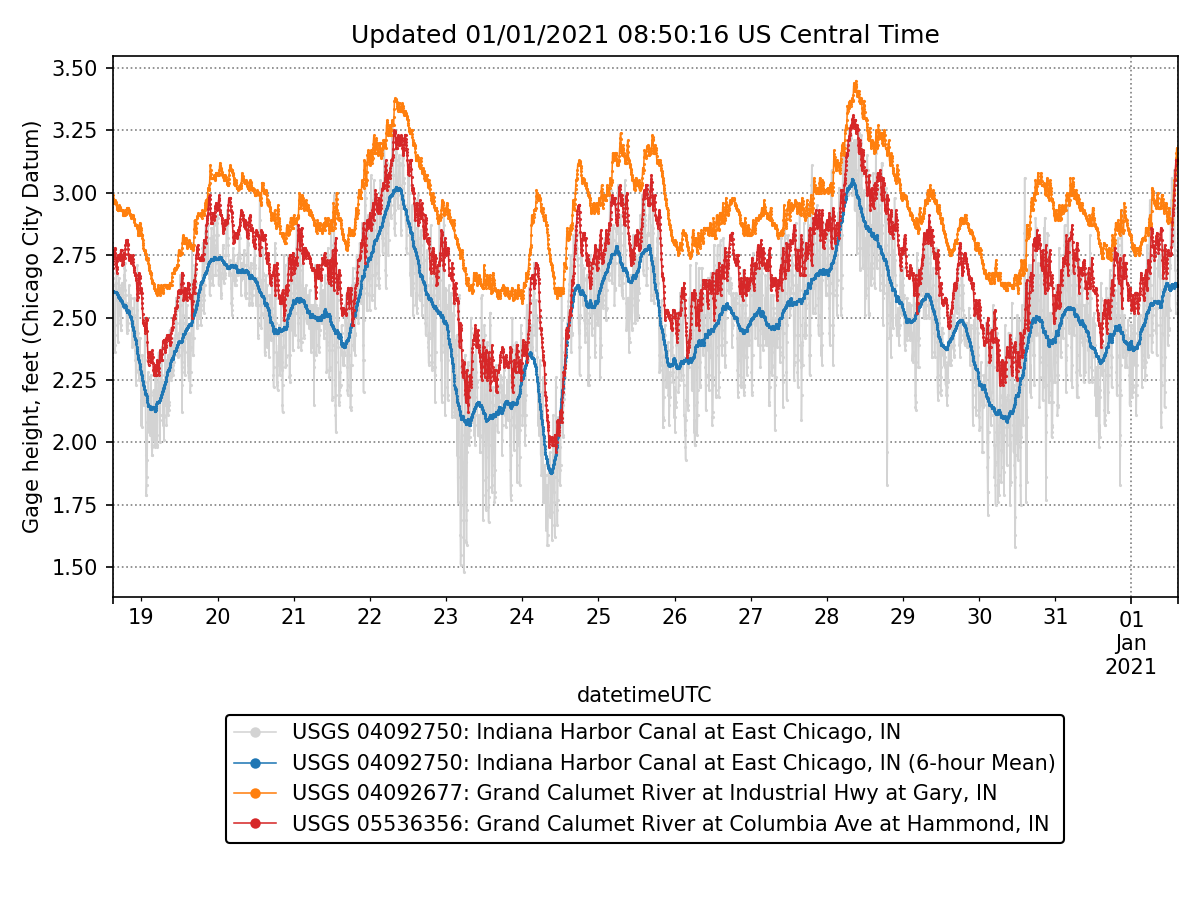 Updated 01/01/2021 08:50:16 US Central Time
Gage height, feet (Chicago City Datum)
3.50
3.25
3.00
2.75
2.50
2.25
2.00
1.75
1.50
19 20 21 22 23 24 25 26 27 28 29 30 31 01
Jan
2021
datetimeUTC
USGS 04092750: Indiana Harbor Canal at East Chicago, IN
USGS 04092750: Indiana Harbor Canal at East Chicago, IN (6-hour Mean)
USGS 04092677: Grand Calumet River at Industrial Hwy at Gary, IN
USGS 05536356: Grand Calumet River at Columbia Ave at Hammond, IN